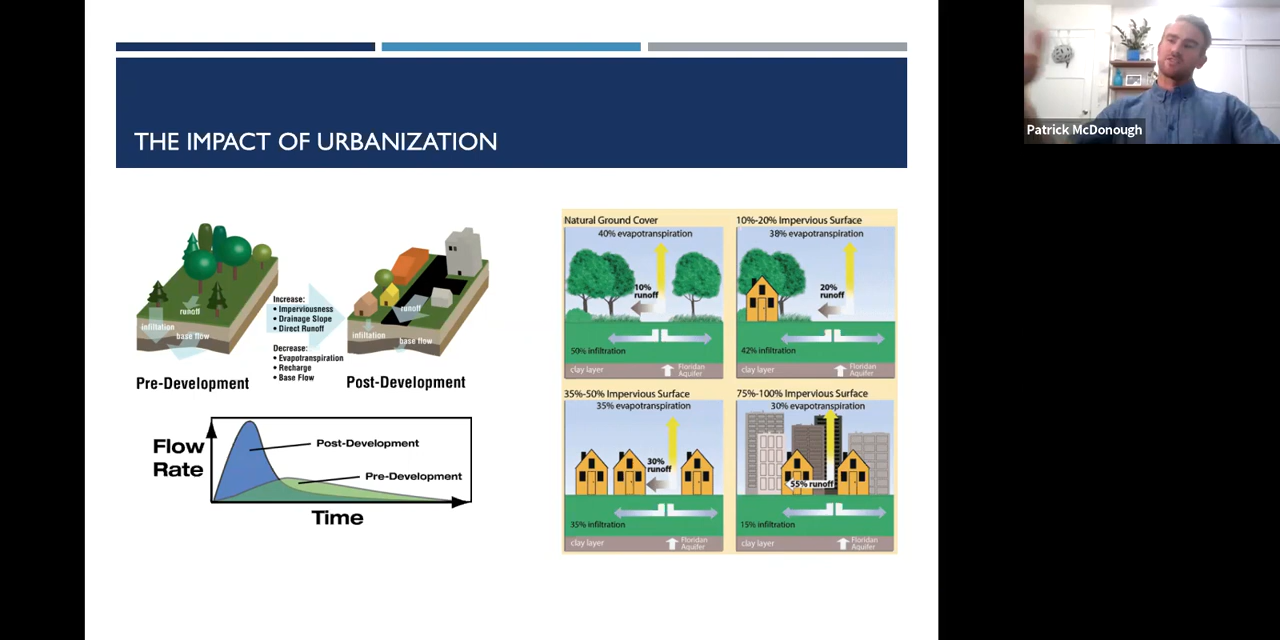 THE IMPACT OF URBANIZATION
Patrick McDonough
runoff
infiltation
base flow
Pre-Development
Increase:
• Imperviousness
• Drainage Slope
• Direct Runoff
Decrease:
• Evapotranspiration
• Recharge
• Base Flow
runoff
infiltation
base flow
Post-Development
Flow
Rate
Post-Development
Pre-Development
Time
Natural Ground Cover
40% evapotranspiration
10%
runoff
50% infiltration
clay layer
Floridan
Aquifer
10%-20% Impervious Surface
38% evapotranspiration
20%
runoff
42% infiltration
clay layer
Floridan
Aquifer
35%-50% Impervious Surface
35% evapotranspiration
30%
runoff
35% infiltration
clay layer
Floridan
Aquifer
75%-100% Impervious Surface
30% evapotranspiration
55% runoff
15% infiltration
clay layer
Floridan
Aquifer